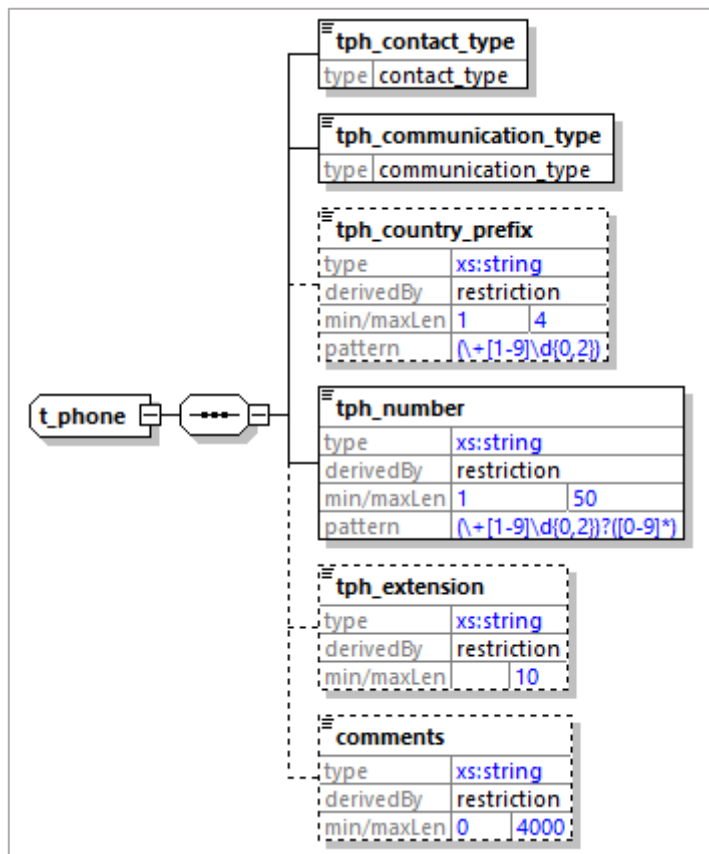 tph_contact_type
type contact_type
tph_communication_type
type communication_type
tph_country_prefix
type xs:string
derivedBy restriction
min/maxLen 1 4
pattern (\+[1-9]\d{0,2})
t_phone
tph_number
type xs:string
derivedBy restriction
min/maxLen 1 50
pattern (\+[1-9]\d{0,2})?([0-9]*)
tph_extension
type xs:string
derivedBy restriction
min/maxLen 10
comments
type xs:string
derivedBy restriction
min/maxLen 0 4000